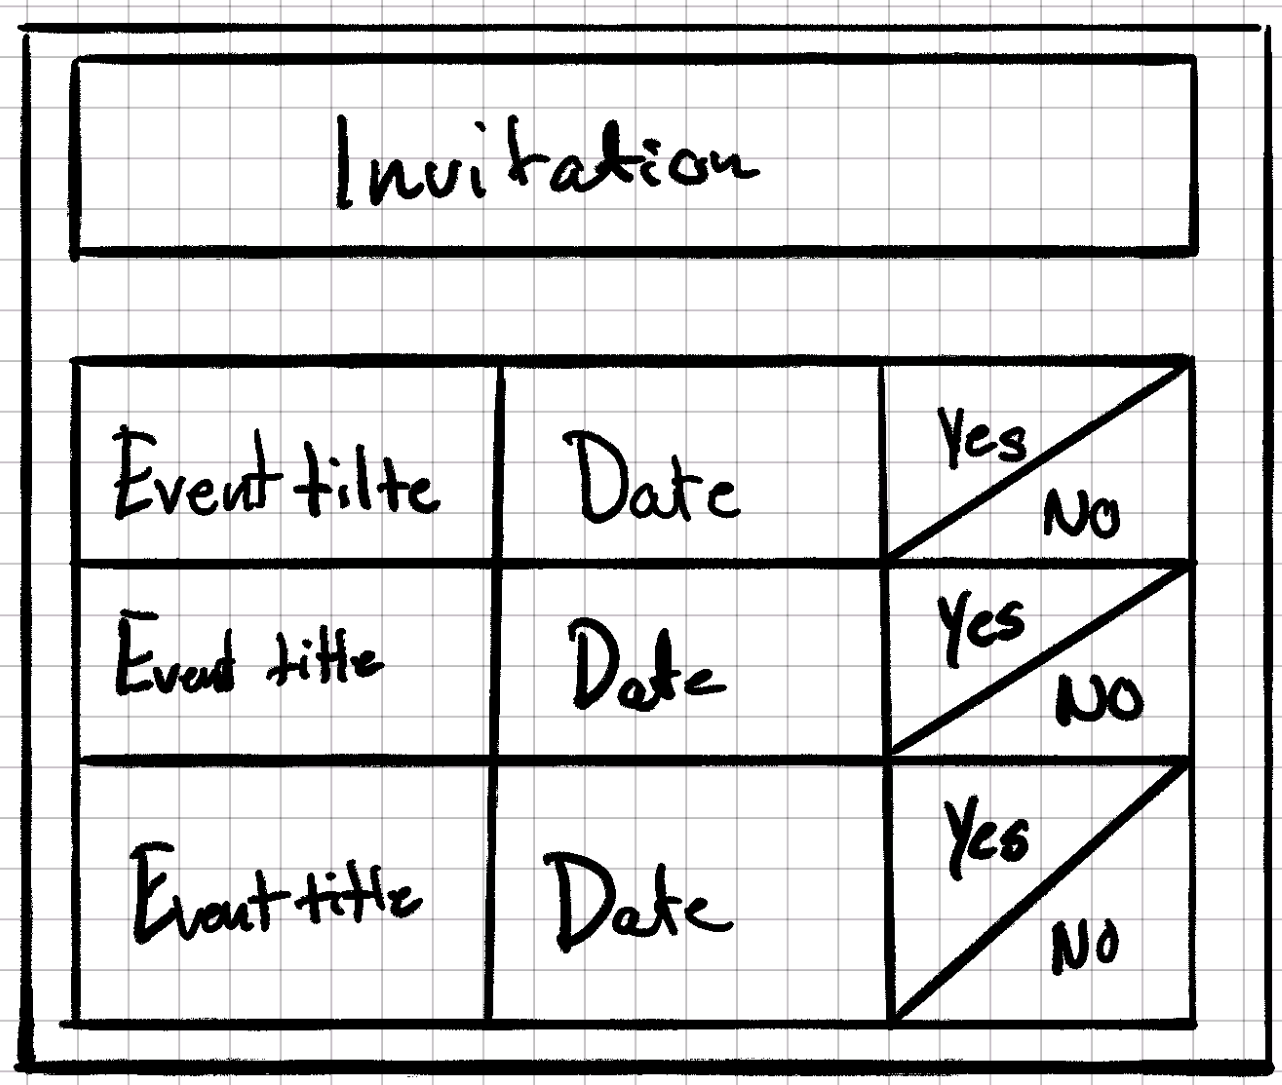 Invitation
Event tilte Date Yes
No
Event title Date Yes
No
Event title Date Yes
No